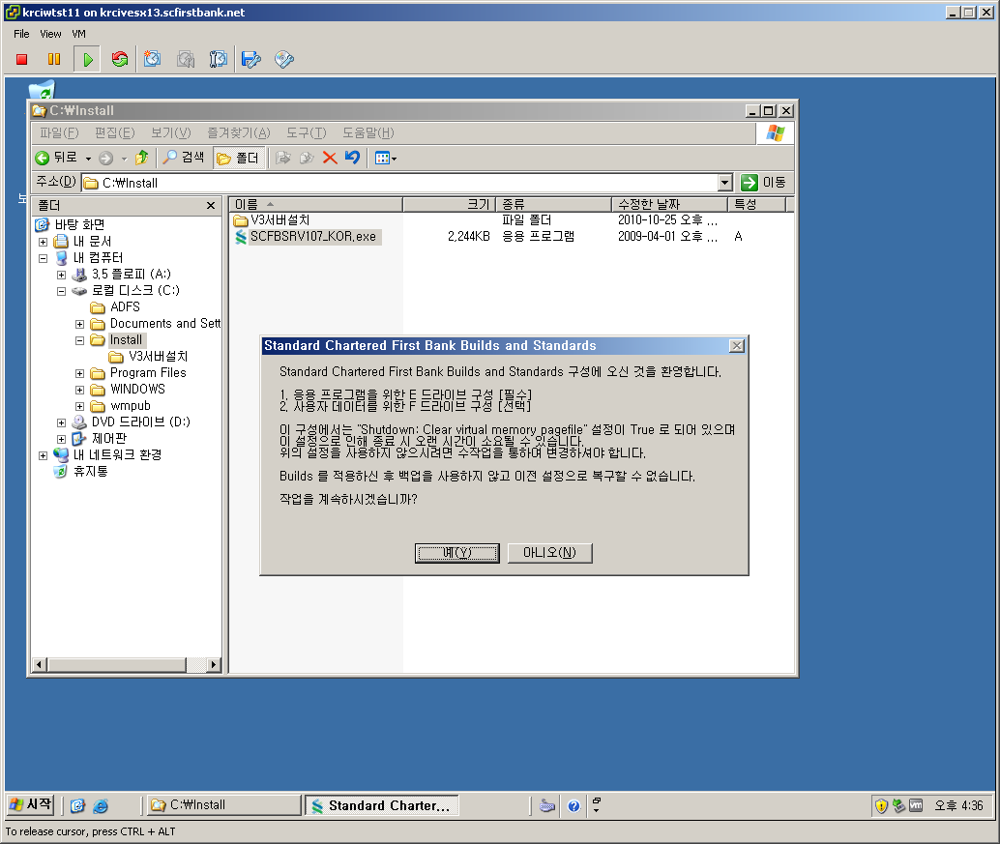 krciwtst11 on krcivesx13.scfirstbank.net
File View VM
C:₩Install
파일(F) 편집(E) 보기(V) 즐겨찾기(A) 도구(T) 도움말(H)
뒤로 검색 폴더
주소(D) C:₩Install 이동
폴더
이름 크기 종류 수정한 날짜 특성
바탕 화면
내 문서
내 컴퓨터
3.5 플로피 (A:)
로컬 디스크 (C:)
ADFS
Documents and Sett
Install
V3서버설치
Program Files
WINDOWS
wmpub
DVD 드라이브 (D:)
제어판
내 네트워크 환경
휴지통
V3서버설치 파일 폴더 2010-10-25 오후 ...
SCFBSRV107_KOR.exe 2,244KB 응용 프로그램 2009-04-01 오후 ... A
Standard Chartered First Bank Builds and Standards
Standard Chartered First Bank Builds and Standards 구성에 오신 것을 환영합니다.
1. 응용 프로그램을 위한 E 드라이브 구성 [필수]
2. 사용자 데이터를 위한 F 드라이브 구성 [선택]
이 구성에서는 "Shutdown: Clear virtual memory pagefile" 설정이 True 로 되어 있으며
이 설정으로 인해 종료 시 오랜 시간이 소요될 수 있습니다.
위의 설정을 사용하지 않으시려면 수작업을 통하여 변경하셔야 합니다.
Builds 를 적용하신 후 백업을 사용하지 않고 이전 설정으로 복구할 수 없습니다.
작업을 계속하시겠습니까?
예(Y) 아니오(N)
시작 C:₩Install Standard Charter... 오후 4:36
To release cursor, press CTRL + ALT